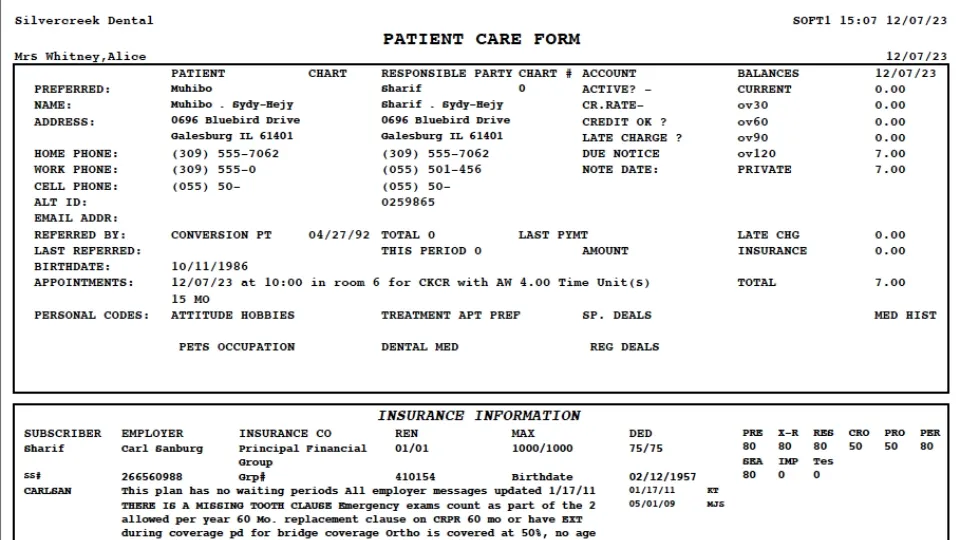 Silvercreek Dental SOFT1 15:07 12/07/23
PATIENT CARE FORM
Mrs Whitney,Alice 12/07/23
PATIENT CHART RESPONSIBLE PARTY CHART # ACCOUNT BALANCES 12/07/23
PREFERRED: Muhibo Sharif 0 ACTIVE? - CURRENT 0.00
NAME: Muhibo . Sydy-Hejy Sharif . Sydy-Hejy CR.RATE- ov30 0.00
ADDRESS: 0696 Bluebird Drive 0696 Bluebird Drive CREDIT OK ? ov60 0.00
Galesburg IL 61401 Galesburg IL 61401 LATE CHARGE ? ov90 0.00
HOME PHONE: (309) 555-7062 (309) 555-7062 DUE NOTICE ov120 7.00
WORK PHONE: (309) 555-0 (055) 501-456 NOTE DATE: PRIVATE 7.00
CELL PHONE: (055) 50- (055) 50-
ALT ID: 0259865
EMAIL ADDR:
REFERRED BY: CONVERSION PT 04/27/92 TOTAL 0 LAST PYMT LATE CHG 0.00
LAST REFERRED: THIS PERIOD 0 AMOUNT INSURANCE 0.00
BIRTHDATE: 10/11/1986
APPOINTMENTS: 12/07/23 at 10:00 in room 6 for CKCR with AW 4.00 Time Unit(s) TOTAL 7.00
15 MO
PERSONAL CODES: ATTITUDE HOBBIES TREATMENT APT PREF SP. DEALS MED HIST
PETS OCCUPATION DENTAL MED REG DEALS
INSURANCE INFORMATION
SUBSCRIBER EMPLOYER INSURANCE CO REN MAX DED PRE X-R RES CRO PRO PER
Sharif Carl Sanburg Principal Financial 01/01 1000/1000 75/75 80 80 80 50 50 80
Group SEA IMP Tes
SS# 266560988 Grp# 410154 Birthdate 02/12/1957 80 0 0
CARLSAN This plan has no waiting periods All employer messages updated 1/17/11 01/17/11 KT
THERE IS A MISSING TOOTH CLAUSE Emergency exams count as part of the 2 05/01/09 MJS
allowed per year 60 Mo. replacement clause on CRPR 60 mo or have EXT
during coverage pd for bridge coverage Ortho is covered at 50%, no age